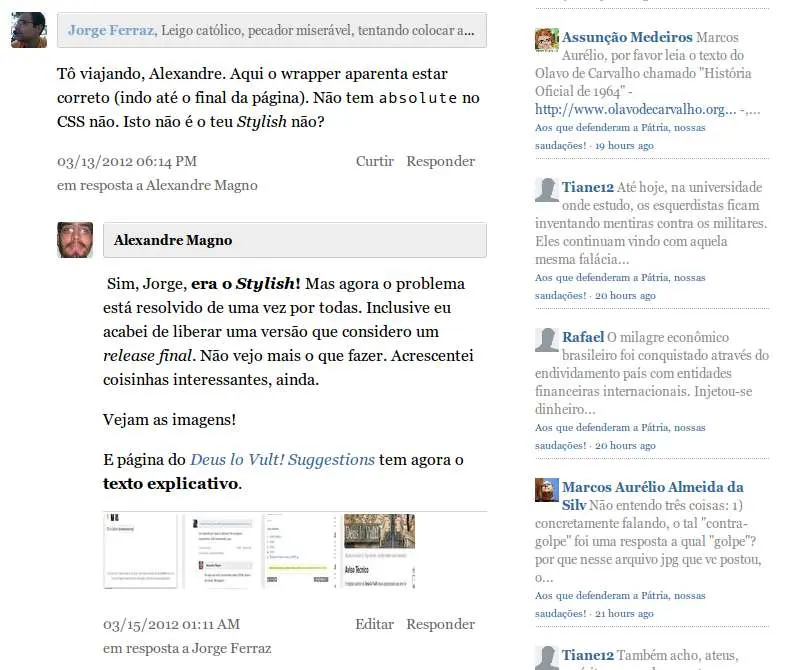 Jorge Ferraz, Leigo católico, pecador miserável, tentando colocar a...
Tô viajando, Alexandre. Aqui o wrapper aparenta estar
correto (indo até o final da página). Não tem absolute no
CSS não. Isto não é o teu Stylish não?
03/13/2012 06:14 PM Curtir Responder
em resposta a Alexandre Magno
Alexandre Magno
Sim, Jorge, era o Stylish! Mas agora o problema
está resolvido de uma vez por todas. Inclusive eu
acabei de liberar uma versão que considero um
release final. Não vejo mais o que fazer. Acrescentei
coisinhas interessantes, ainda.
Vejam as imagens!
E página do Deus lo Vult! Suggestions tem agora o
texto explicativo.
Aviso Técnico
03/15/2012 01:11 AM Editar Responder
em resposta a Jorge Ferraz
Assunção Medeiros Marcos
Aurélio, por favor leia o texto do
Olavo de Carvalho chamado "História
Oficial de 1964" -
http://www.olavodecarvalho.org... -,...
Aos que defenderam a Pátria, nossas
saudações! · 19 hours ago
Tiane12 Até hoje, na universidade
onde estudo, os esquerdistas ficam
inventando mentiras contra os militares.
Eles continuam vindo com aquela
mesma falácia...
Aos que defenderam a Pátria, nossas
saudações! · 20 hours ago
Rafael O milagre econômico
brasileiro foi conquistado através do
endividamento país com entidades
financeiras internacionais. Injetou-se
dinheiro...
Aos que defenderam a Pátria, nossas
saudações! · 20 hours ago
Marcos Aurélio Almeida da
Silv Não entendo três coisas: 1)
concretamente falando, o tal "contra-
golpe" foi uma resposta a qual "golpe"?
por que nesse arquivo jpg que vc postou,
o...
Aos que defenderam a Pátria, nossas
saudações! · 21 hours ago
Tiane12 Também acho, ateus,